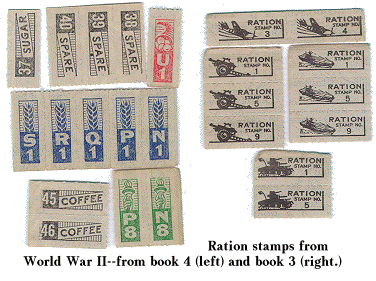 37 SUGAR
40 SPARE
39 SPARE
38 SPARE
U1
RATION
STAMP NO.
3
RATION
STAMP NO.
4
RATION
STAMP NO.
1
RATION
STAMP NO.
5
RATION
STAMP NO.
9
RATION
STAMP NO.
1
RATION
STAMP NO.
5
RATION
STAMP NO.
9
S1
R1
Q1
P1
N1
45 COFFEE
46 COFFEE
P8
N8
RATION
STAMP NO.
1
RATION
STAMP NO.
5
Ration stamps from
World War II--from book 4 (left) and book 3 (right.)